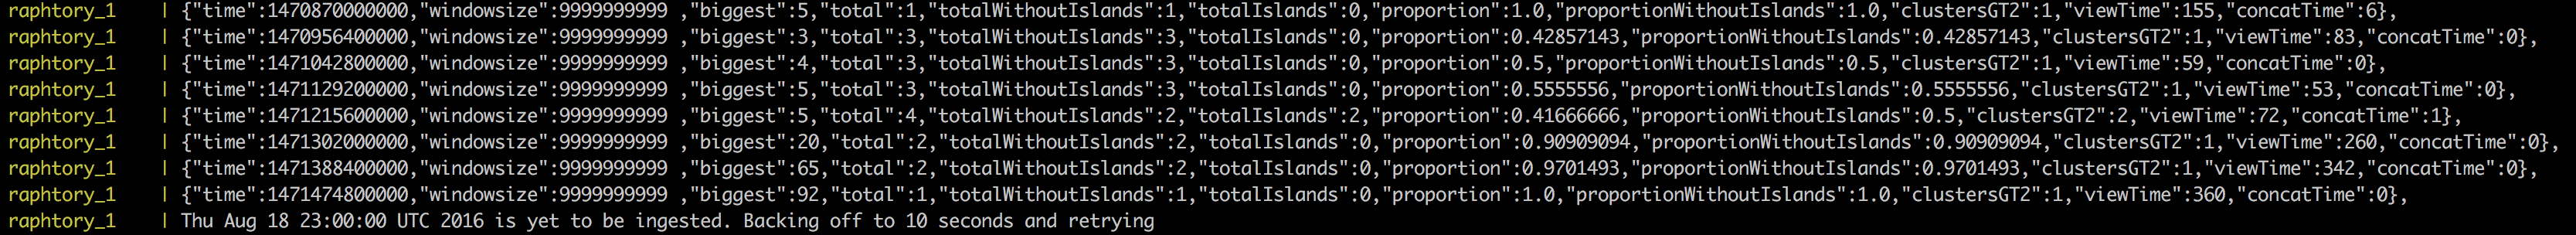 raphtory_1    | {"time":1470870000000,"windowsize":9999999999 ,"biggest":5,"total":1,"totalWithoutIslands":1,"totalIslands":0,"proportion":1.0,"proportionWithoutIslands":1.0,"clustersGT2":1,"viewTime":155,"concatTime":6},
raphtory_1    | {"time":1470956400000,"windowsize":9999999999 ,"biggest":3,"total":3,"totalWithoutIslands":3,"totalIslands":0,"proportion":0.42857143,"proportionWithoutIslands":0.42857143,"clustersGT2":1,"viewTime":83,"concatTime":0},
raphtory_1    | {"time":1471042800000,"windowsize":9999999999 ,"biggest":4,"total":3,"totalWithoutIslands":3,"totalIslands":0,"proportion":0.5,"proportionWithoutIslands":0.5,"clustersGT2":1,"viewTime":59,"concatTime":0},
raphtory_1    | {"time":1471129200000,"windowsize":9999999999 ,"biggest":5,"total":3,"totalWithoutIslands":3,"totalIslands":0,"proportion":0.5555556,"proportionWithoutIslands":0.5555556,"clustersGT2":1,"viewTime":53,"concatTime":0},
raphtory_1    | {"time":1471215600000,"windowsize":9999999999 ,"biggest":5,"total":4,"totalWithoutIslands":2,"totalIslands":2,"proportion":0.41666666,"proportionWithoutIslands":0.5,"clustersGT2":2,"viewTime":72,"concatTime":1},
raphtory_1    | {"time":1471302000000,"windowsize":9999999999 ,"biggest":20,"total":2,"totalWithoutIslands":2,"totalIslands":0,"proportion":0.90909094,"proportionWithoutIslands":0.90909094,"clustersGT2":1,"viewTime":260,"concatTime":0},
raphtory_1    | {"time":1471388400000,"windowsize":9999999999 ,"biggest":65,"total":2,"totalWithoutIslands":2,"totalIslands":0,"proportion":0.9701493,"proportionWithoutIslands":0.9701493,"clustersGT2":1,"viewTime":342,"concatTime":0},
raphtory_1    | {"time":1471474800000,"windowsize":9999999999 ,"biggest":92,"total":1,"totalWithoutIslands":1,"totalIslands":0,"proportion":1.0,"proportionWithoutIslands":1.0,"clustersGT2":1,"viewTime":360,"concatTime":0},
raphtory_1    | Thu Aug 18 23:00:00 UTC 2016 is yet to be ingested. Backing off to 10 seconds and retrying